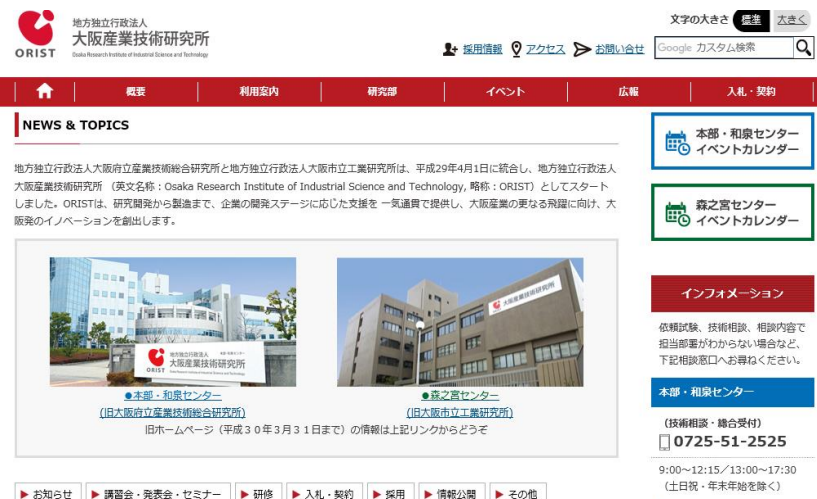 地方独立行政法人
大阪産業技術研究所
ORIST
Osaka Research Institute of Industrial Science and Technology
文字の大きさ 標準 大きく
採用情報 アクセス お問い合せ
Google カスタム検索
概要 利用案内 研究部 イベント 広報 入札・契約
NEWS & TOPICS
地方独立行政法人大阪府立産業技術総合研究所と地方独立行政法人大阪市立工業研究所は、平成29年4月1日に統合し、地方独立行政法人
大阪産業技術研究所 （英文名称：Osaka Research Institute of Industrial Science and Technology, 略称：ORIST）としてスタート
しました。ORISTは、研究開発から製造まで、企業の開発ステージに応じた支援を 一気通貫で提供し、大阪産業の更なる飛躍に向け、大
阪発のイノベーションを創出します。
地方独立行政法人
大阪産業技術研究所
ORIST
大阪産業技術研究所
●本部・和泉センター
(旧大阪府立産業技術総合研究所)
●森之宮センター
(旧大阪市立工業研究所)
旧ホームページ（平成３０年３月３１日まで）の情報は上記リンクからどうぞ
お知らせ 講習会・発表会・セミナー 研修 入札・契約 採用 情報公開 その他
本部・和泉センター
イベントカレンダー
森之宮センター
イベントカレンダー
インフォメーション
依頼試験、技術相談、相談内容で
担当部署がわからない場合など、
下記相談窓口へお尋ねください。
本部・和泉センター
（技術相談・総合受付）
0725-51-2525
9:00～12:15／13:00～17:30
（土日祝・年末年始を除く）